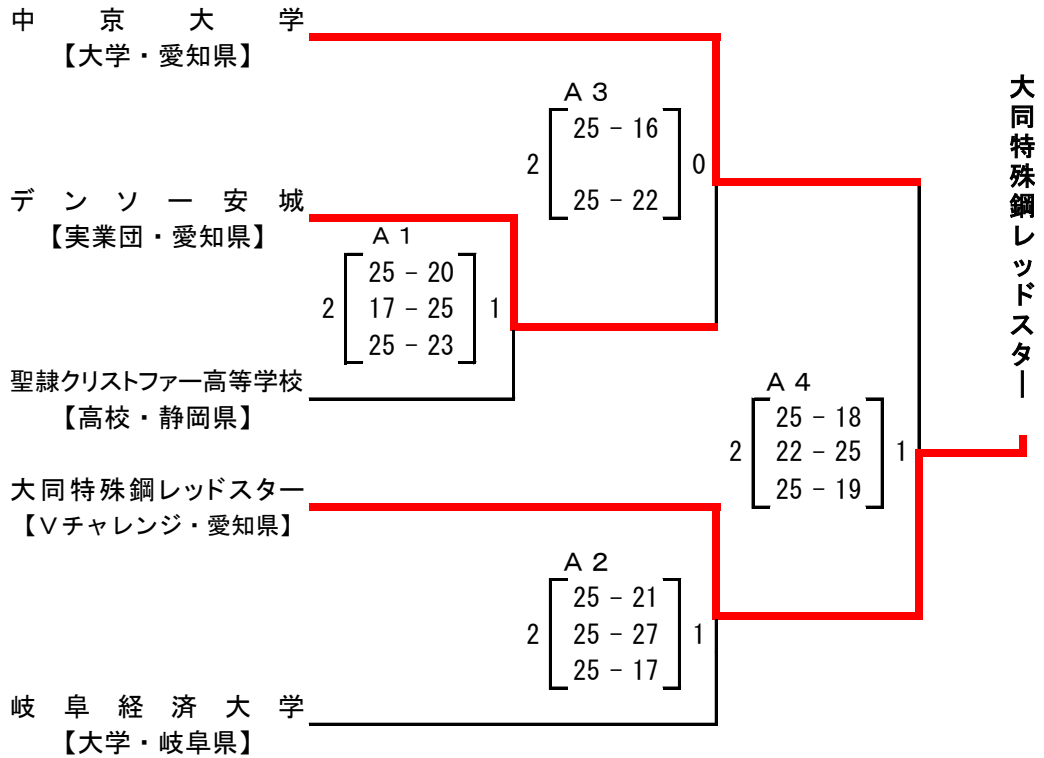 中京大学
【大学・愛知県】
A 3
2 25 - 16 0
25 - 22
デンソー安城
【実業団・愛知県】
A 1
25 - 20
2 17 - 25 1
25 - 23
聖隷クリストファー高等学校
【高校・静岡県】
A 4
25 - 18
2 22 - 25 1
25 - 19
大同特殊鋼レッドスター
【Vチャレンジ・愛知県】
A 2
25 - 21
2 25 - 27 1
25 - 17
岐阜経済大学
【大学・岐阜県】
大同特殊鋼レッドスター